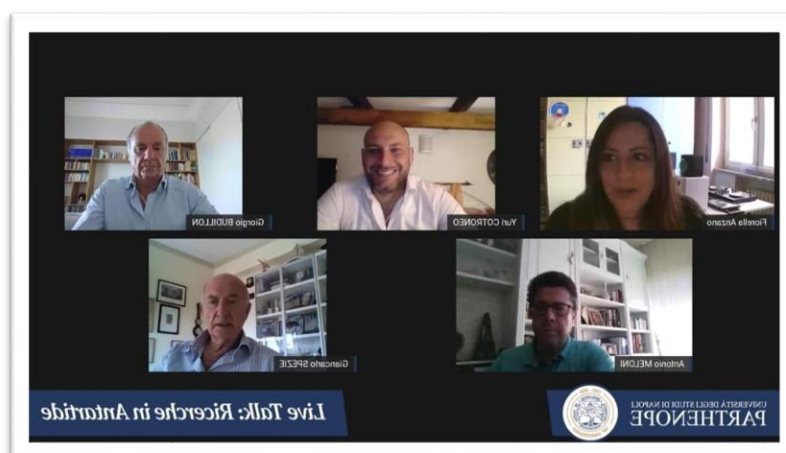 Giorgio BUDILLON
Yuri COTRONEO
Fiorella Anzano
Giancarlo SPEZIE
Antonio MELONI
Live Talk: Ricerche in Antartide
UNIVERSITÀ DEGLI STUDI DI NAPOLI
PARTHENOPE